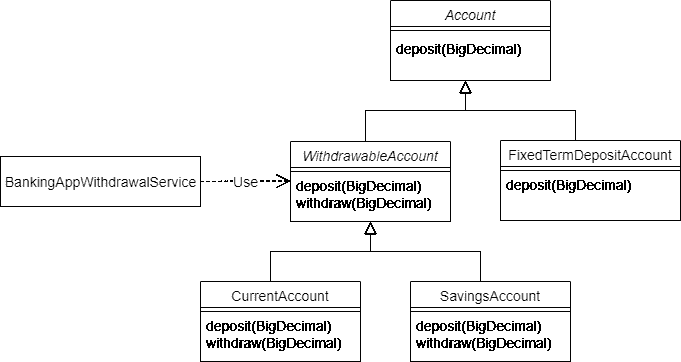 Account
deposit(BigDecimal)
WithdrawableAccount
deposit(BigDecimal)
withdraw(BigDecimal)
FixedTermDepositAccount
deposit(BigDecimal)
BankingAppWithdrawalService
Use
CurrentAccount
deposit(BigDecimal)
withdraw(BigDecimal)
SavingsAccount
deposit(BigDecimal)
withdraw(BigDecimal)